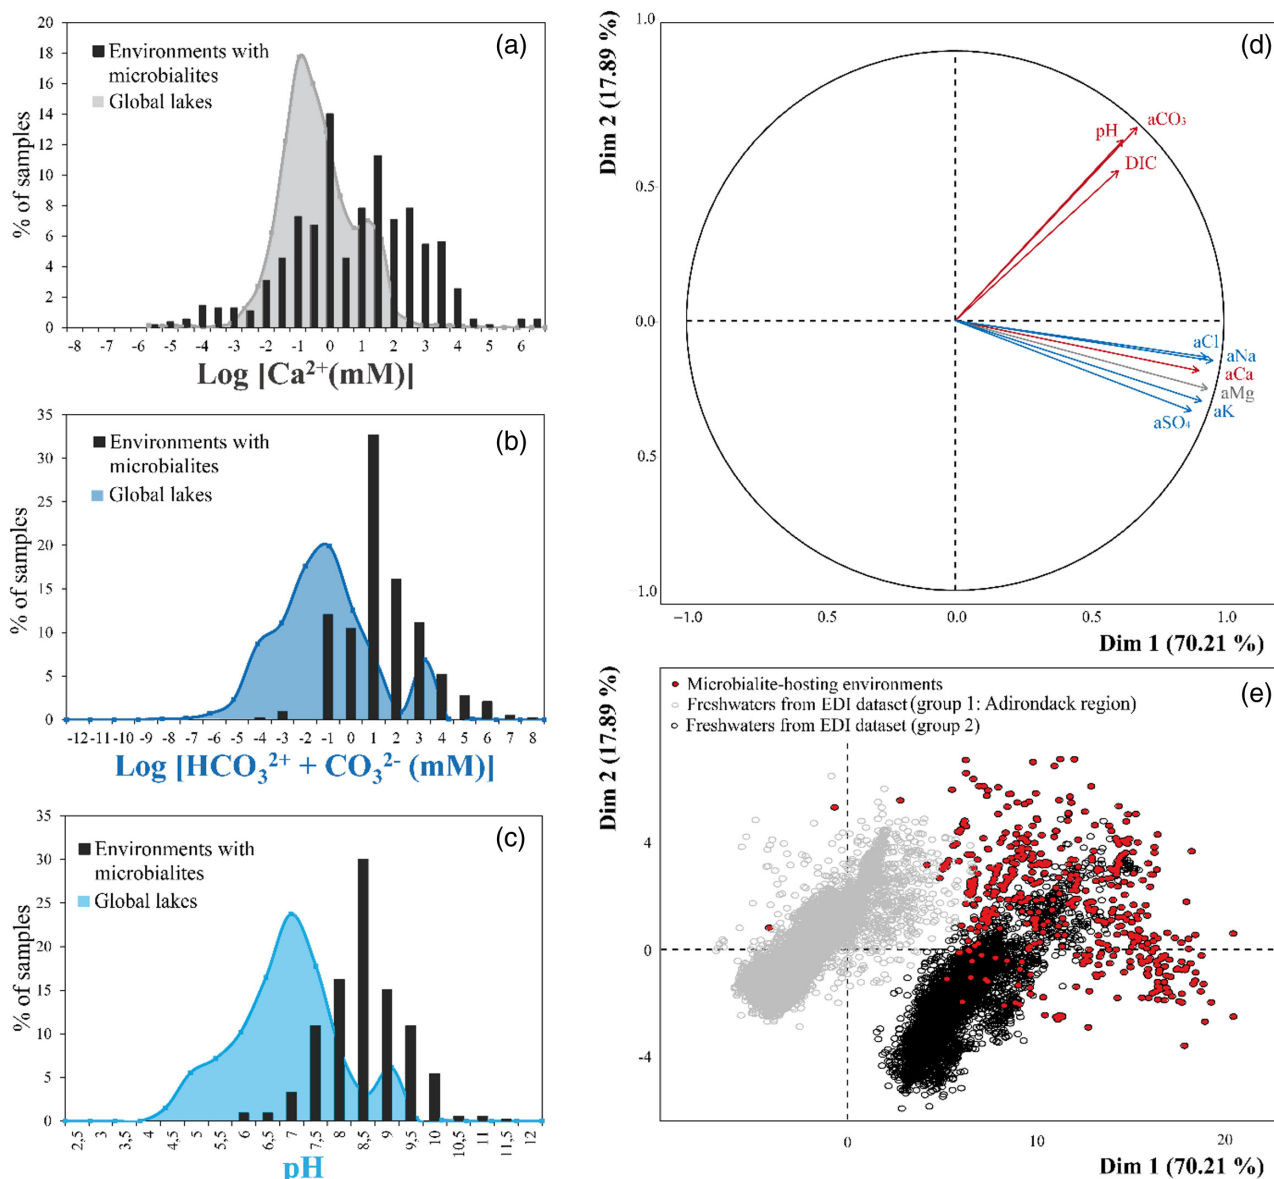 (a)
Environments with
microbialites
Global lakes
% of samples
20
18
16
14
12
10
8
6
4
2
0
-8 -7 -6 -5 -4 -3 -2 -1 0 1 2 3 4 5 6
Log [Ca²⁺(mM)]
(b)
Environments with
microbialites
Global lakes
% of samples
35
30
25
20
15
10
5
0
-12 -11 -10 -9 -8 -7 -6 -5 -4 -3 -2 -1 0 1 2 3 4 5 6 7 8
Log [HCO₃²⁺ + CO₃²⁻ (mM)]
(c)
Environments with
microbialites
Global lakes
% of samples
35
30
25
20
15
10
5
0
2,5 3 3,5 4 4,5 5 5,5 6 6,5 7 7,5 8 8,5 9 9,5 10 10,5 11 11,5 12
pH
(d)
Dim 2 (17.89 %)
1.0
0.5
0.0
0.5
−1.0
aCO₃
pH
DIC
aCl
aNa
aCa
aMg
aK
aSO₄
−1.0 0.5 0.0 0.5 1.0
Dim 1 (70.21 %)
(e)
Microbialite-hosting environments
Freshwaters from EDI dataset (group 1: Adirondack region)
Freshwaters from EDI dataset (group 2)
Dim 2 (17.89 %)
4
0
-4
0 10 20
Dim 1 (70.21 %)